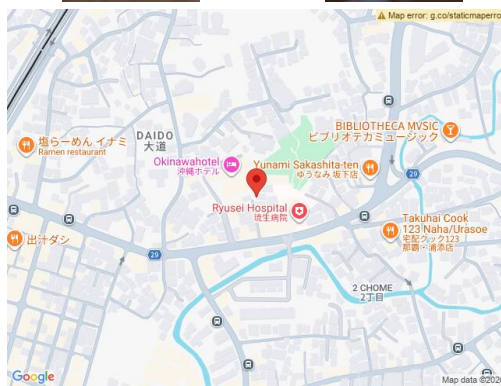 Map error: g.co/staticmaperro
BIBLIOTHECA MVSIC
ビブリオテカミュージック
塩らーめん イナミ
Ramen restaurant
DAIDO
大道
Okinawahotel
沖縄ホテル
Yunami Sakashita-ten
ゆうなみ 坂下店
29
Ryusei Hospital
琉生病院
Takuhai Cook
123 Naha/Urasoe
宅配クック123
那覇・浦添店
出汁ダシ
29
2 CHOME
2丁目
Google
Map data ©202